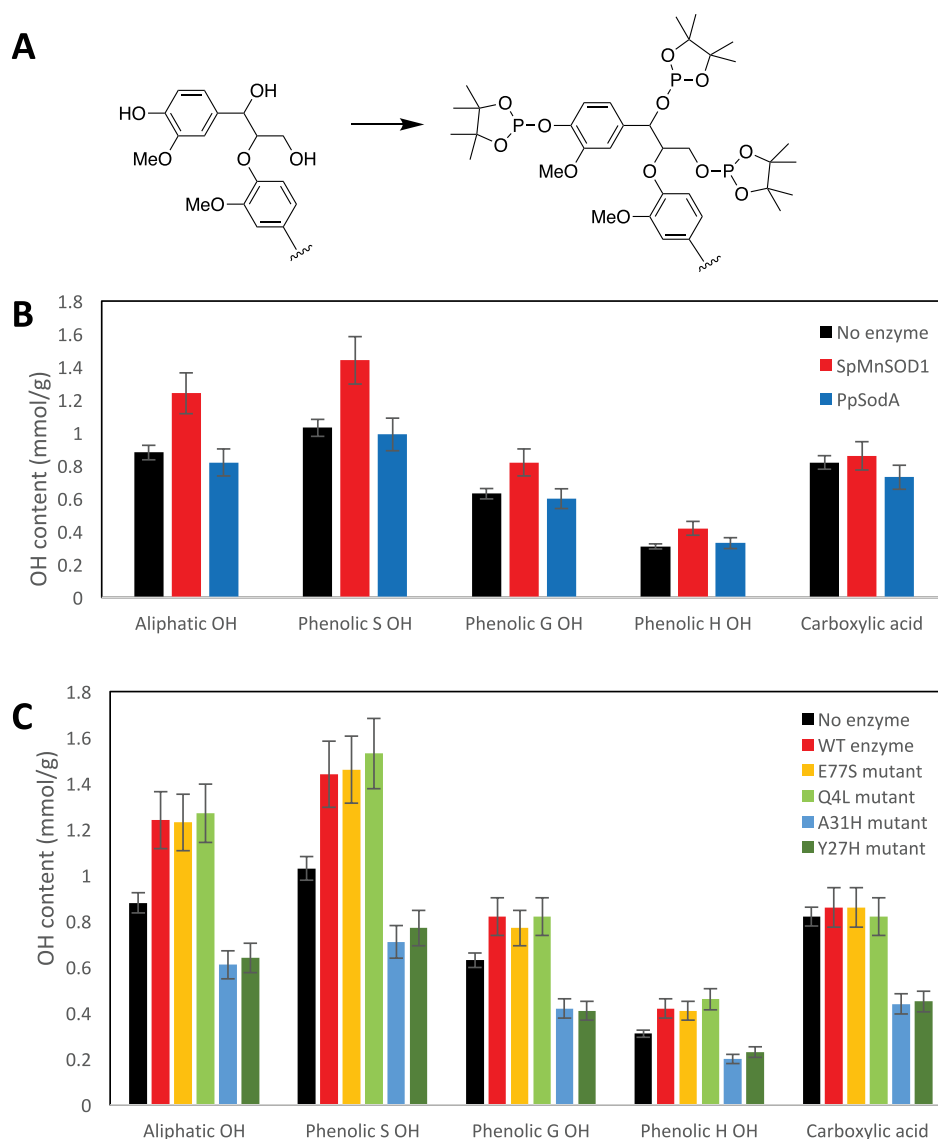 A
HO
OH
MeO
O
OH
MeO
O
P
O
O
MeO
O
P
O
O
O
MeO
O
P
O
O
O
B
OH content (mmol/g)
1.8
1.6
1.4
1.2
1
0.8
0.6
0.4
0.2
0
No enzyme
SpMnSOD1
PpSodA
Aliphatic OH Phenolic S OH Phenolic G OH Phenolic H OH Carboxylic acid
C
OH content (mmol/g)
1.8
1.6
1.4
1.2
1
0.8
0.6
0.4
0.2
0
No enzyme
WT enzyme
E77S mutant
Q4L mutant
A31H mutant
Y27H mutant
Aliphatic OH Phenolic S OH Phenolic G OH Phenolic H OH Carboxylic acid